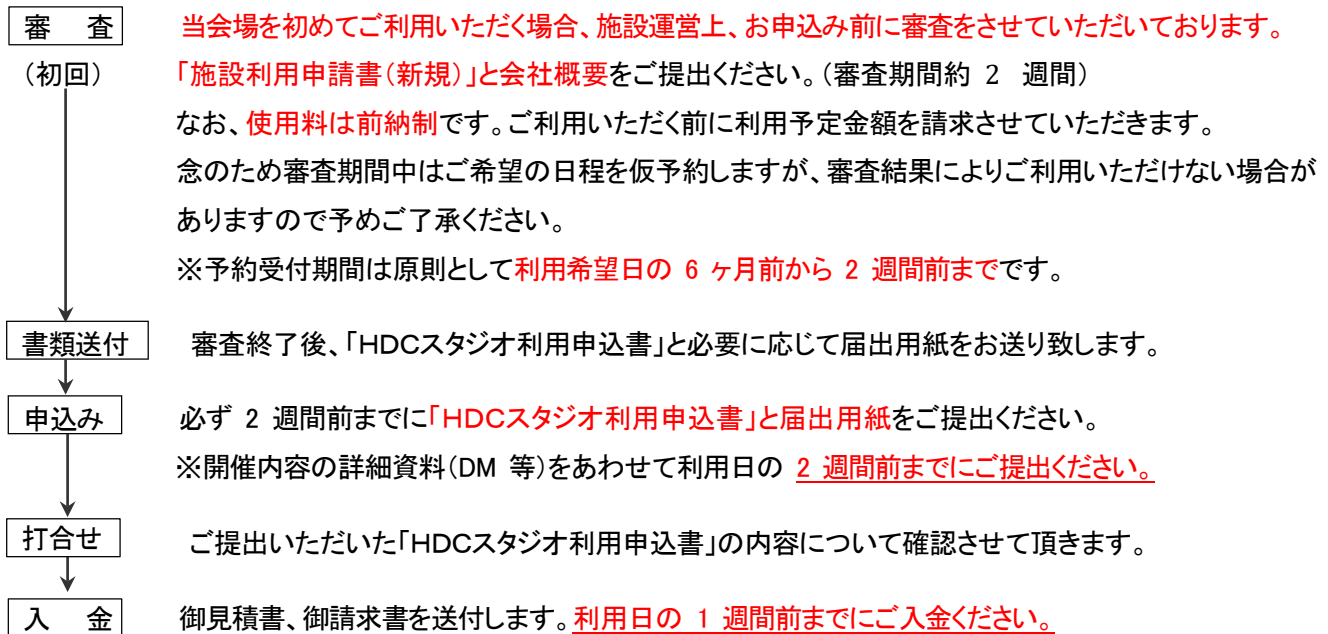 審　査　当会場を初めてご利用いただく場合、施設運営上、お申込み前に審査をさせていただいております。
（初回）　「施設利用申請書（新規）」と会社概要をご提出ください。（審査期間約 2 週間）
なお、使用料は前納制です。ご利用いただく前に利用予定金額を請求させていただきます。
念のため審査期間中はご希望の日程を仮予約しますが、審査結果によりご利用いただけない場合が
ありますので予めご了承ください。
※予約受付期間は原則として利用希望日の 6 ヶ月前から 2 週間前までです。
書類送付　審査終了後、「HDCスタジオ利用申込書」と必要に応じて届出用紙をお送り致します。
申込み　必ず 2 週間前までに「HDCスタジオ利用申込書」と届出用紙をご提出ください。
※開催内容の詳細資料（DM 等）をあわせて利用日の 2 週間前までにご提出ください。
打合せ　ご提出いただいた「HDCスタジオ利用申込書」の内容について確認させて頂きます。
入　金　御見積書、御請求書を送付します。利用日の 1 週間前までにご入金ください。